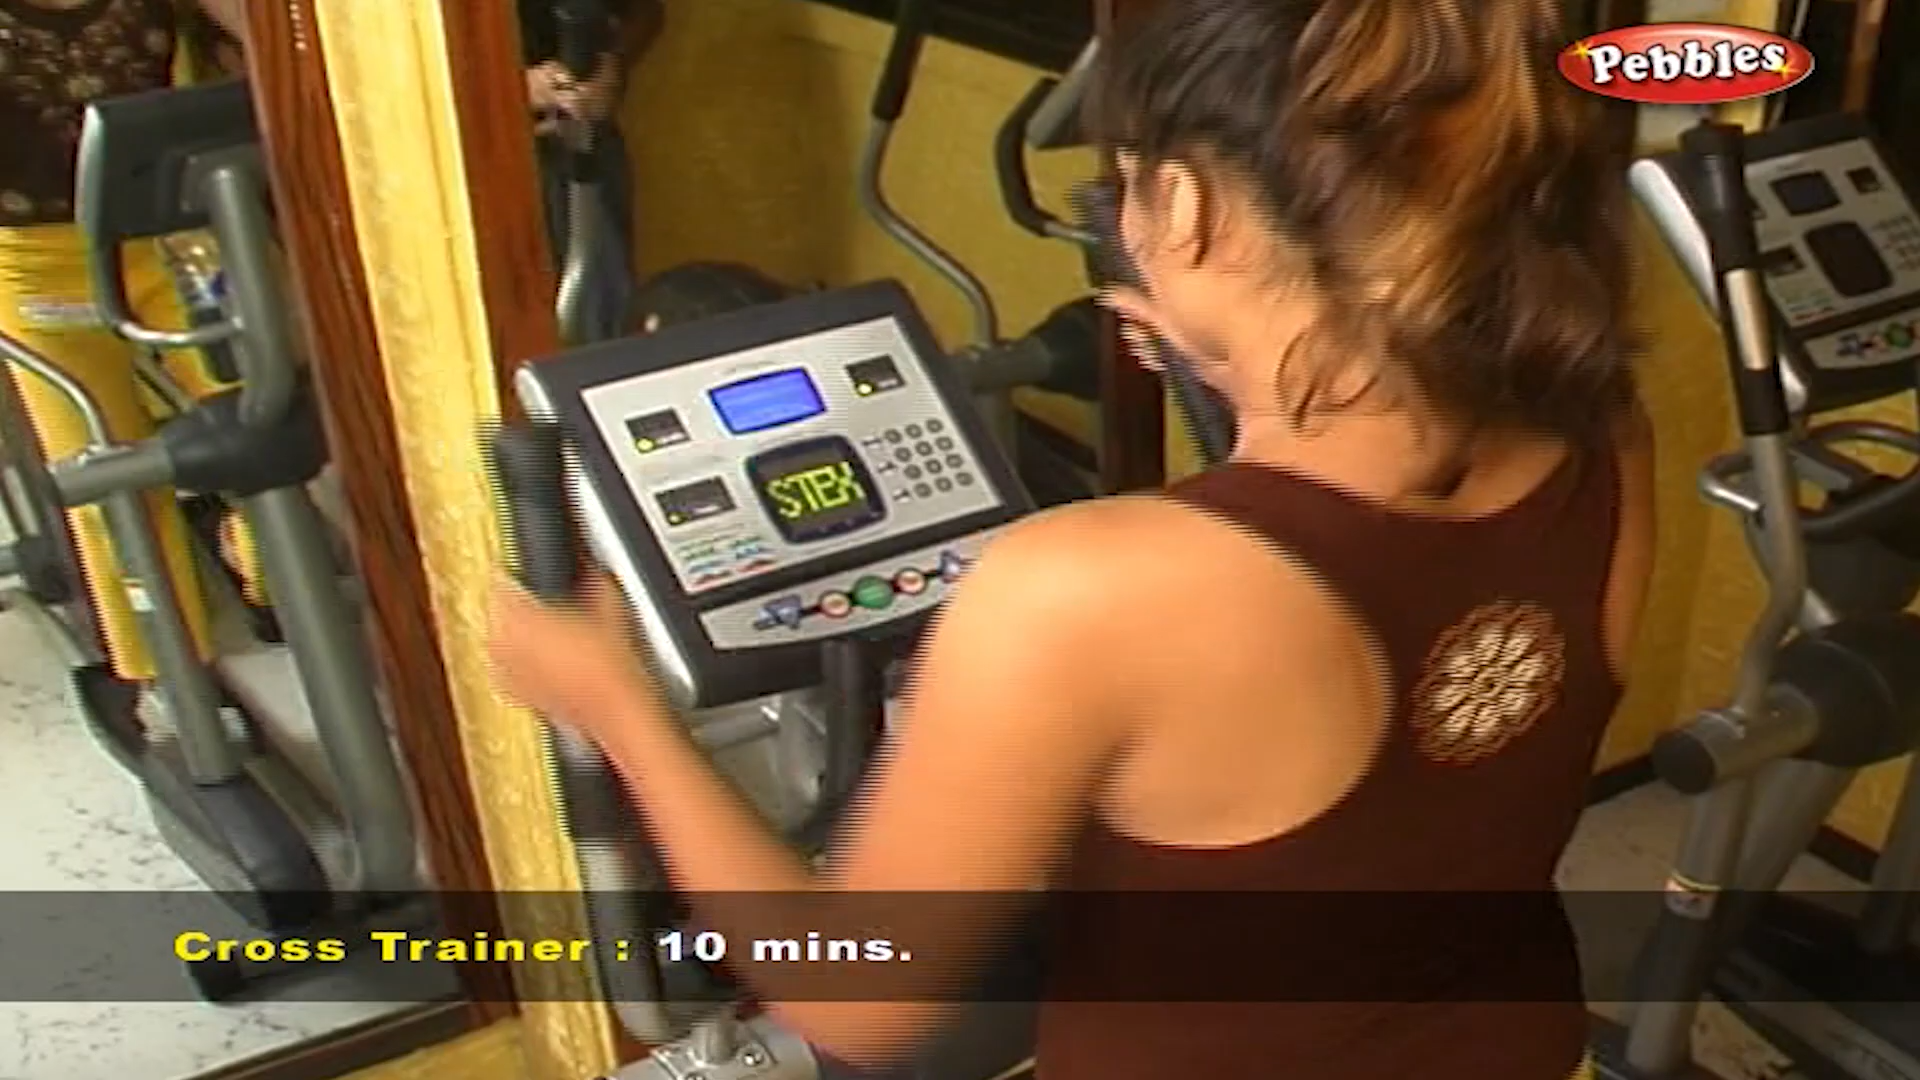 Pebbles
STEX
Cross Trainer : 10 mins.